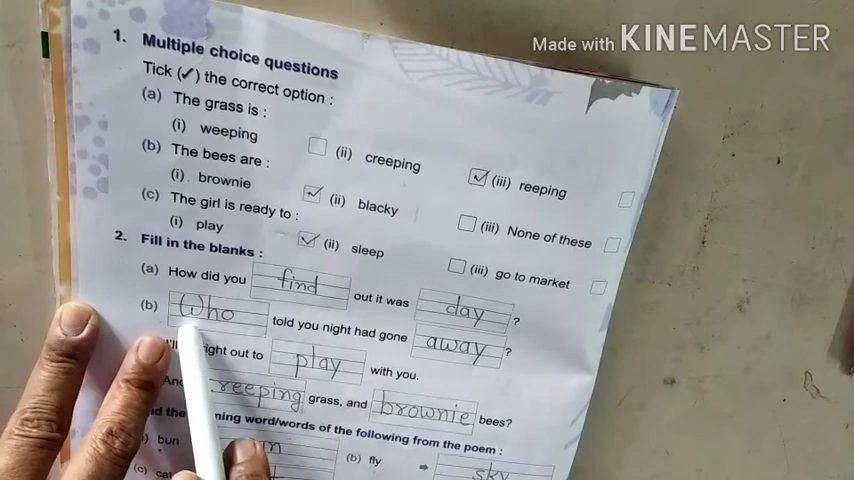 Made with KINEMASTER
1. Multiple choice questions
Tick (✓) the correct option :
(a) The grass is :
(i) weeping (ii) creeping (iii) reeping
(b) The bees are :
(i) brownie (ii) blacky (iii) None of these
(c) The girl is ready to :
(i) play (ii) sleep (iii) go to market
2. Fill in the blanks :
(a) How did you find out it was day ?
(b) Who told you night had gone away ?
right out to play with you.
And creeping grass, and brownie bees?
word/words of the following from the poem :
bun (b) fly sky
(c)